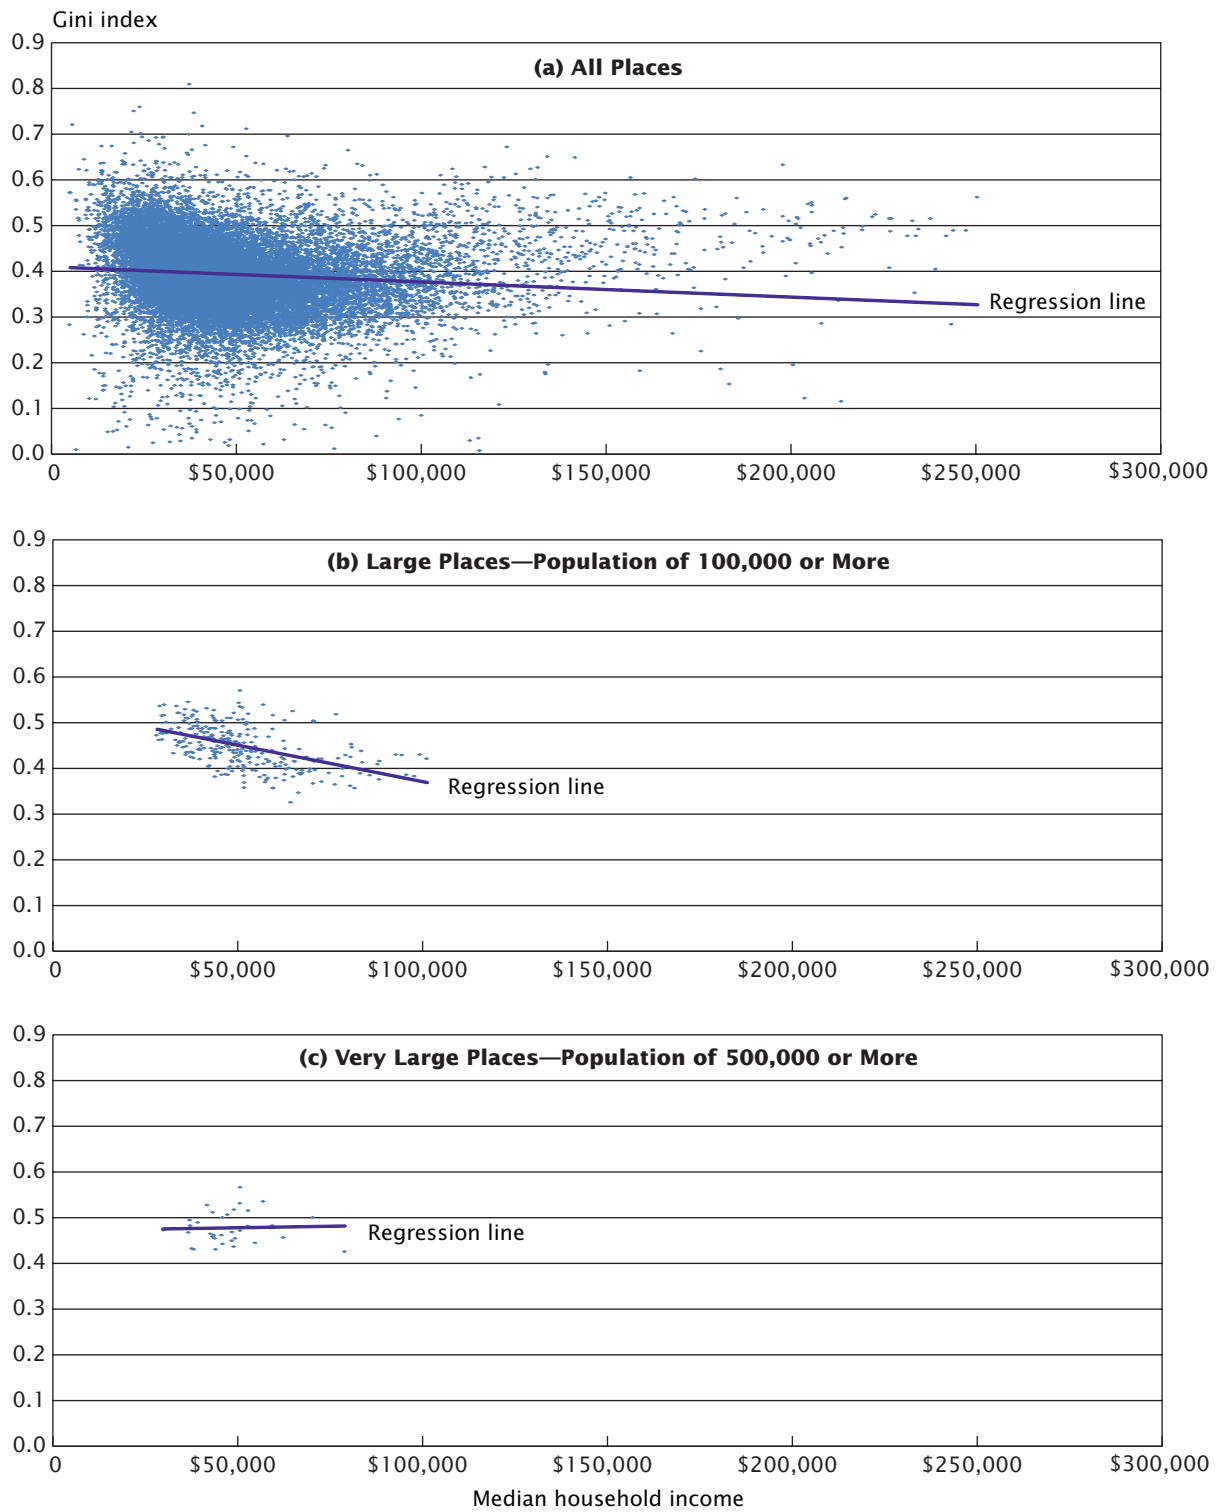 Gini index
0.9
(a) All Places
0.8
0.7
0.6
0.5
0.4
Regression line
0.3
0.2
0.1
0.0
0 $50,000 $100,000 $150,000 $200,000 $250,000 $300,000
0.9
(b) Large Places—Population of 100,000 or More
0.8
0.7
0.6
0.5
0.4
Regression line
0.3
0.2
0.1
0.0
0 $50,000 $100,000 $150,000 $200,000 $250,000 $300,000
0.9
(c) Very Large Places—Population of 500,000 or More
0.8
0.7
0.6
0.5
Regression line
0.4
0.3
0.2
0.1
0.0
0 $50,000 $100,000 $150,000 $200,000 $250,000 $300,000
Median household income